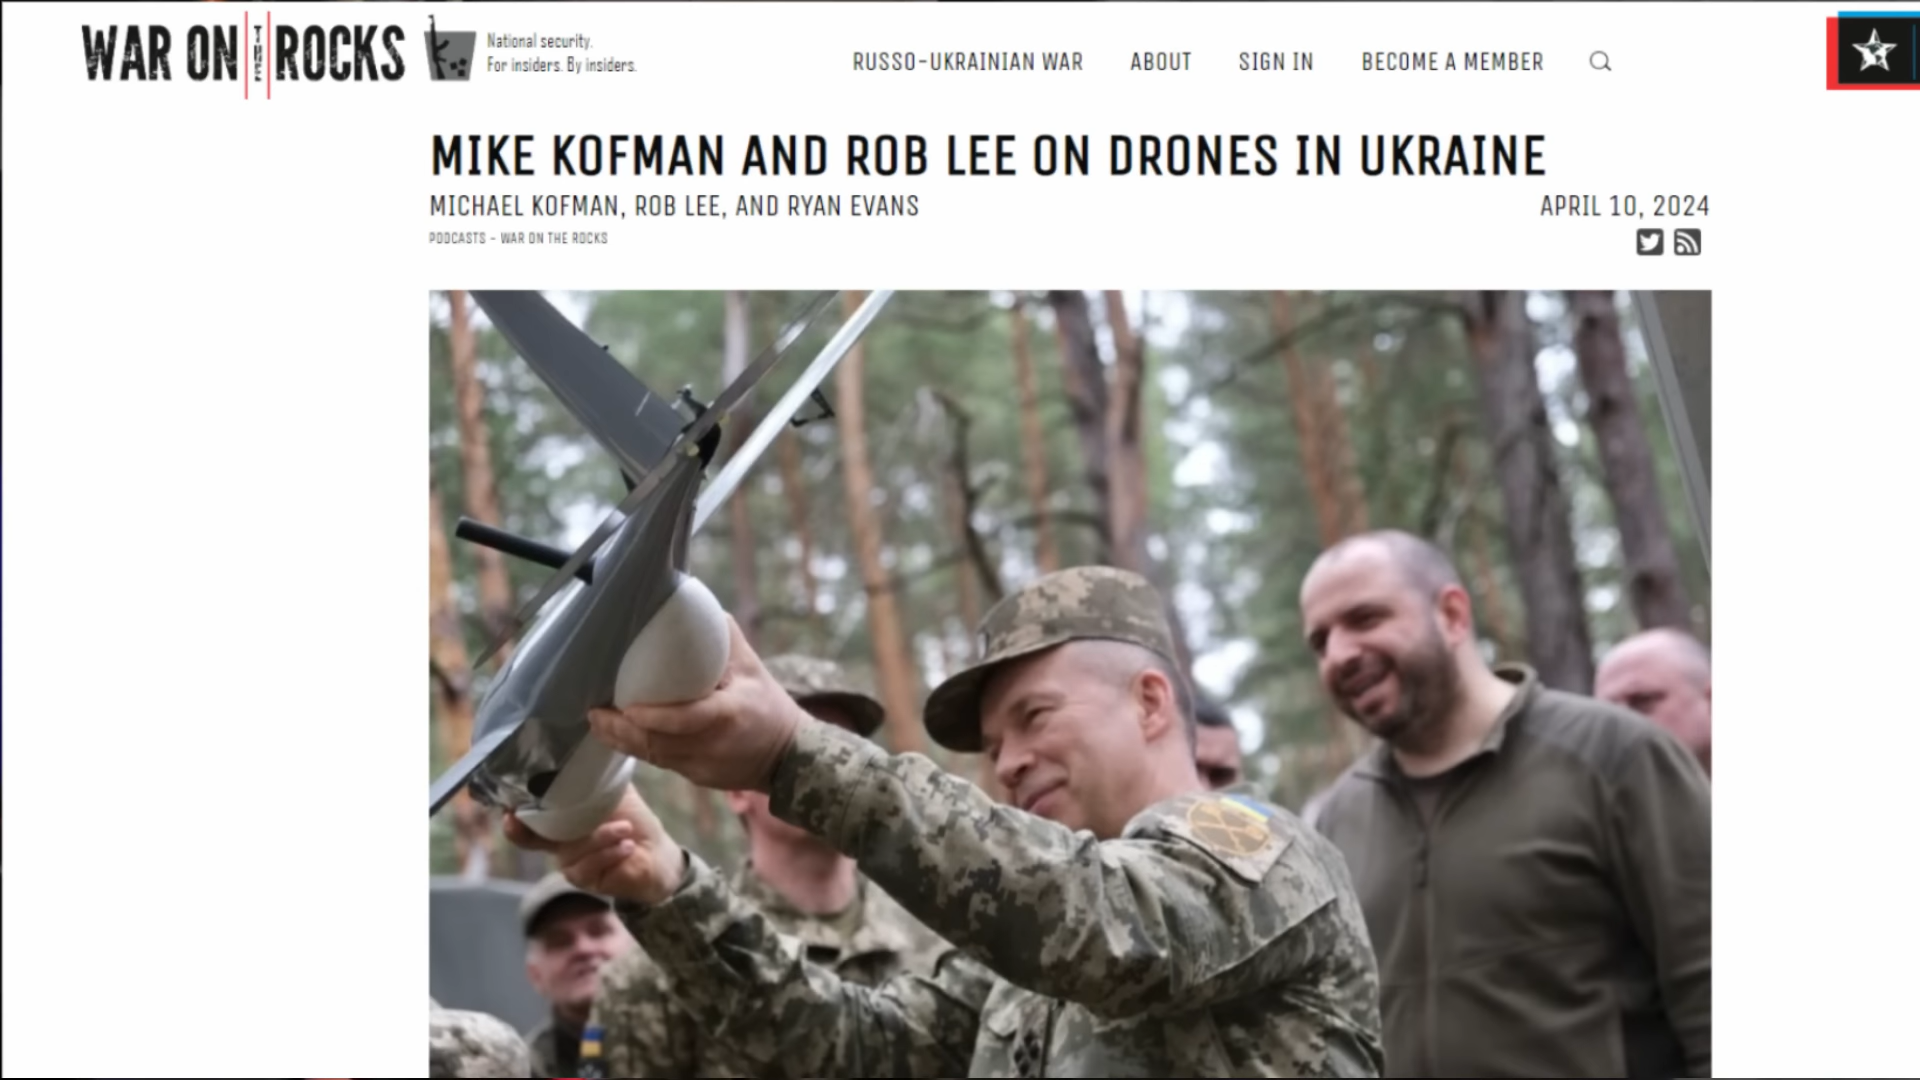 WAR ON THE ROCKS
National security.
For insiders. By insiders.
RUSSO-UKRAINIAN WAR ABOUT SIGN IN BECOME A MEMBER
MIKE KOFMAN AND ROB LEE ON DRONES IN UKRAINE
MICHAEL KOFMAN, ROB LEE, AND RYAN EVANS
APRIL 10, 2024
PODCASTS - WAR ON THE ROCKS